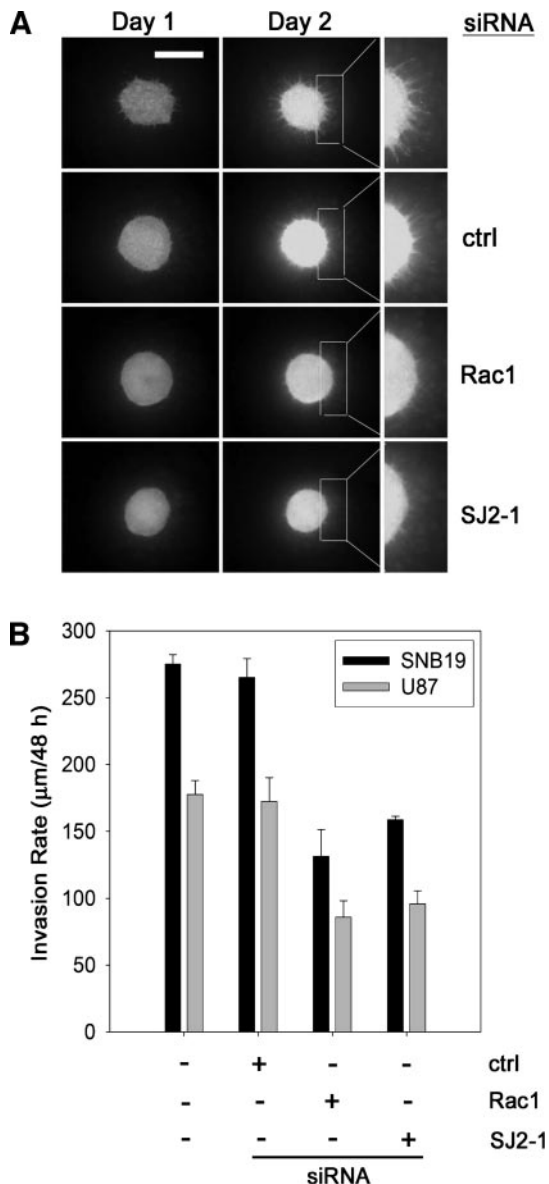 A
Day 1 Day 2 siRNA
ctrl
Rac1
SJ2-1
B
300
250
200
150
100
50
0
Invasion Rate (μm/48 h)
SNB19
U87
- + - - ctrl
- - + - Rac1
- - - + SJ2-1
siRNA